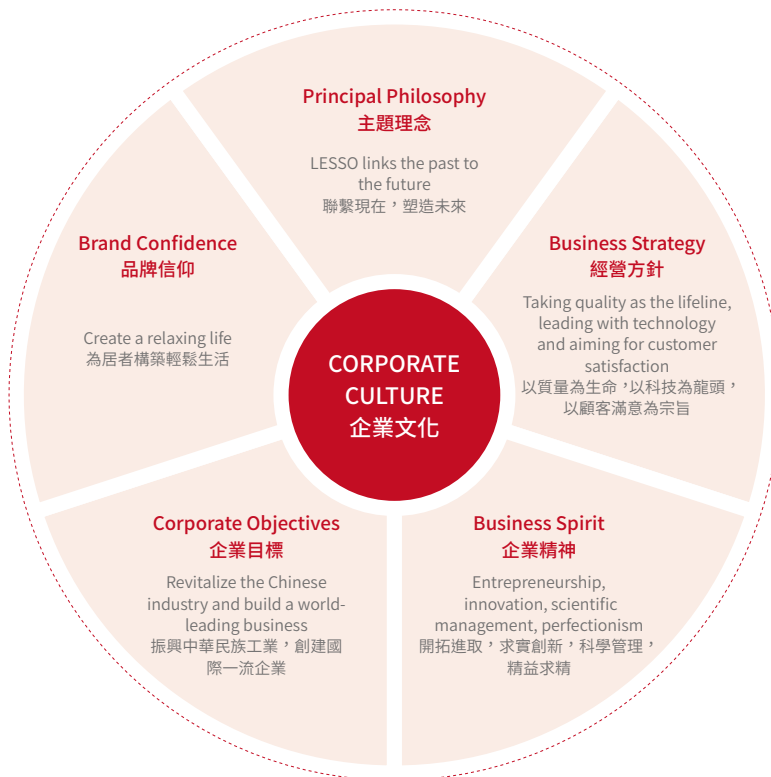 Principal Philosophy
主題理念
LESSO links the past to
the future
聯繫現在，塑造未來
Brand Confidence
品牌信仰
Create a relaxing life
為居者構築輕鬆生活
Business Strategy
經營方針
Taking quality as the lifeline,
leading with technology
and aiming for customer
satisfaction
以質量為生命，以科技為龍頭，
以顧客滿意為宗旨
CORPORATE
CULTURE
企業文化
Corporate Objectives
企業目標
Revitalize the Chinese
industry and build a world-
leading business
振興中華民族工業，創建國
際一流企業
Business Spirit
企業精神
Entrepreneurship,
innovation, scientific
management, perfectionism
開拓進取，求實創新，科學管理，
精益求精